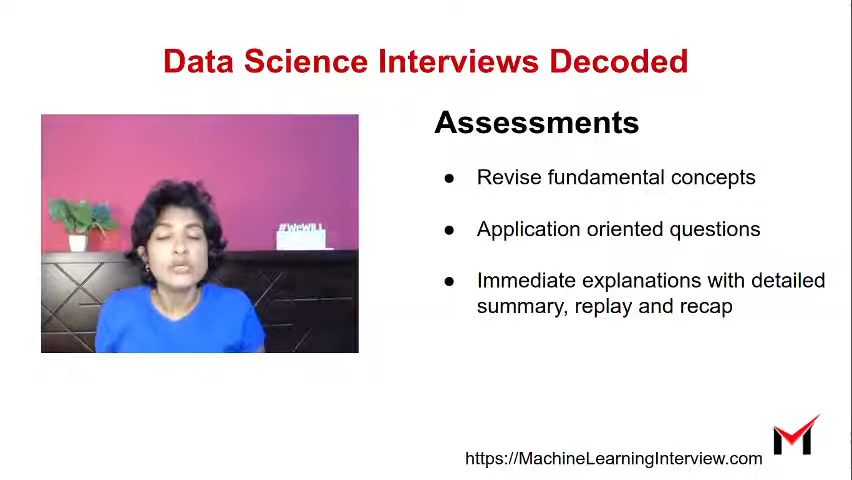 Data Science Interviews Decoded
Assessments
● Revise fundamental concepts
● Application oriented questions
● Immediate explanations with detailed
summary, replay and recap
#WeWiLL
https://MachineLearningInterview.com